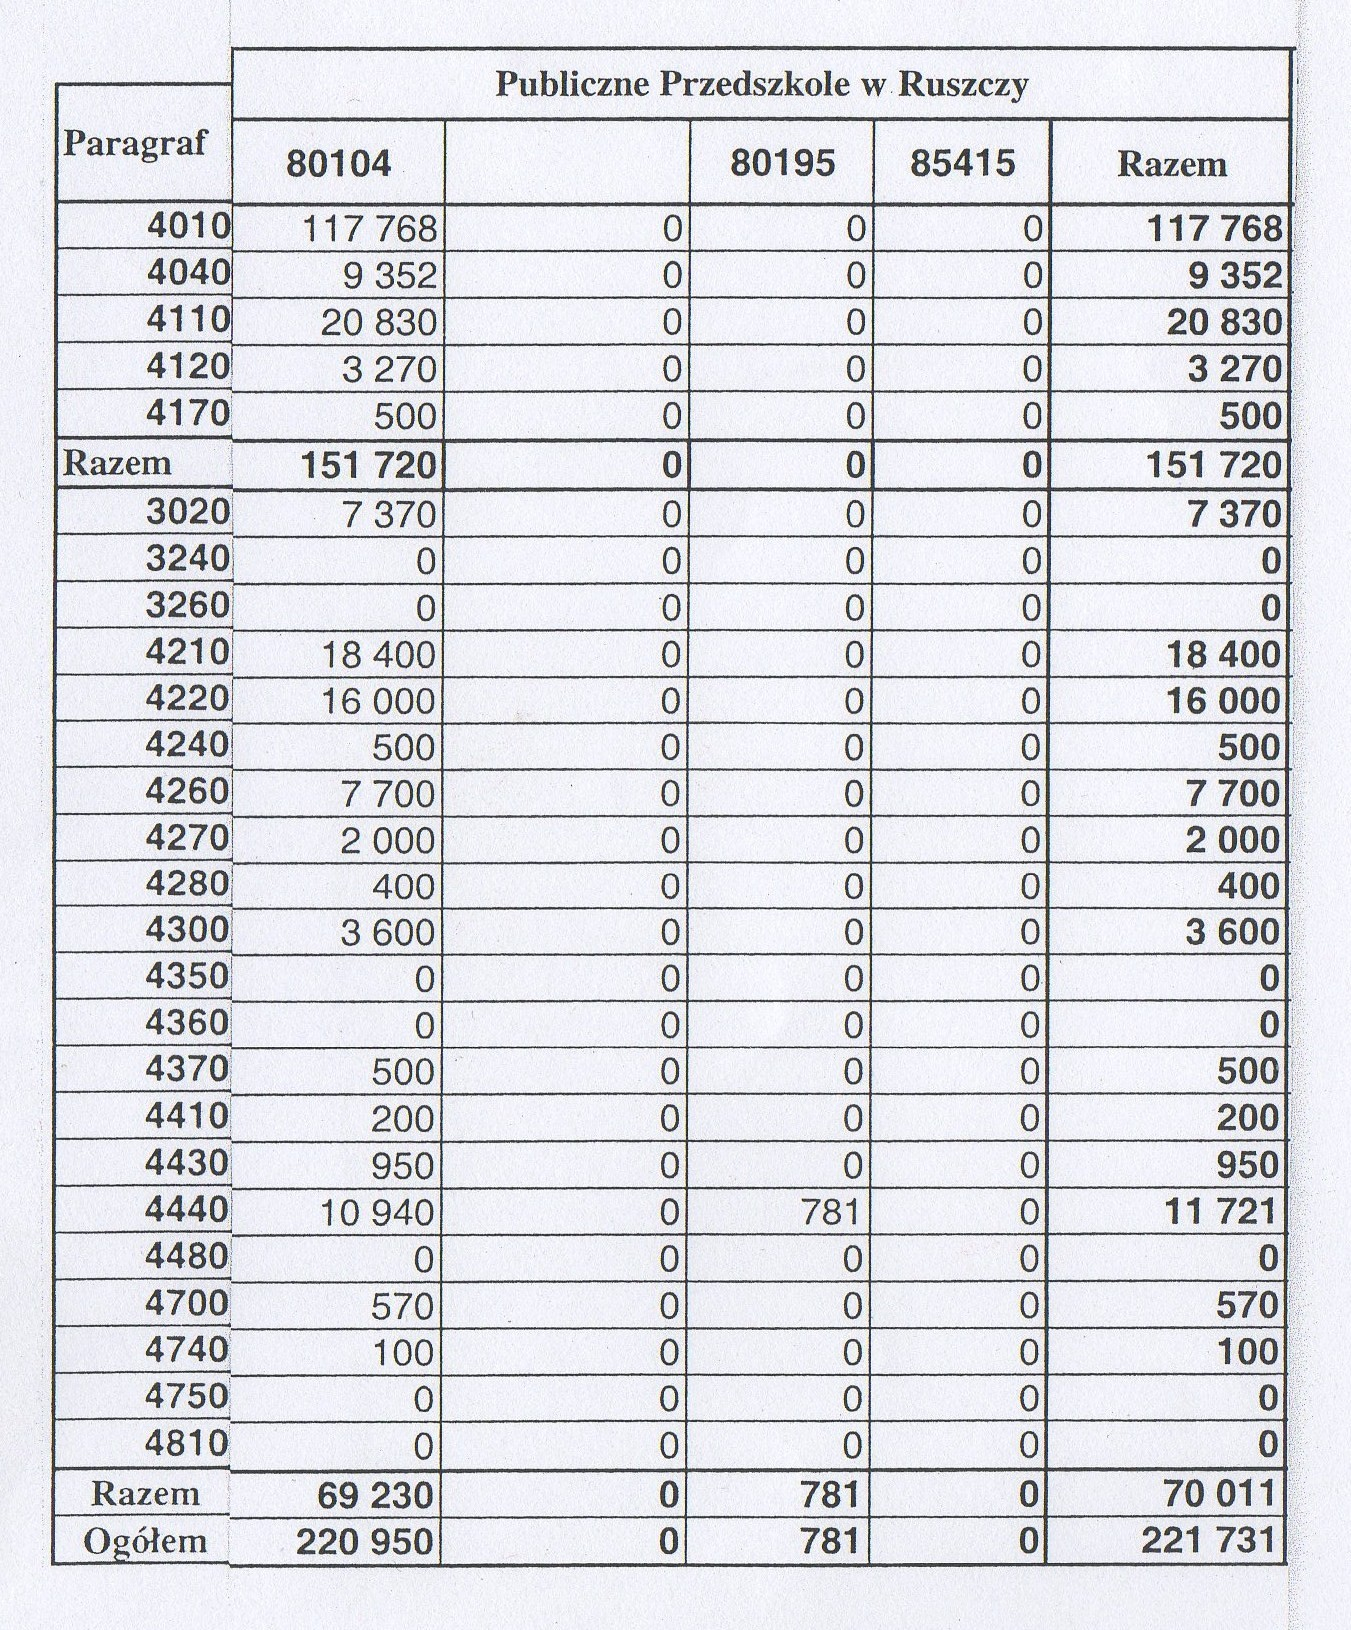 Publiczne Przedszkole w Ruszczy
Paragraf 80104 80195 85415 Razem
4010 117 768 0 0 0 117 768
4040 9 352 0 0 0 9 352
4110 20 830 0 0 0 20 830
4120 3 270 0 0 0 3 270
4170 500 0 0 0 500
Razem 151 720 0 0 0 151 720
3020 7 370 0 0 0 7 370
3240 0 0 0 0 0
3260 0 0 0 0 0
4210 18 400 0 0 0 18 400
4220 16 000 0 0 0 16 000
4240 500 0 0 0 500
4260 7 700 0 0 0 7 700
4270 2 000 0 0 0 2 000
4280 400 0 0 0 400
4300 3 600 0 0 0 3 600
4350 0 0 0 0 0
4360 0 0 0 0 0
4370 500 0 0 0 500
4410 200 0 0 0 200
4430 950 0 0 0 950
4440 10 940 0 781 0 11 721
4480 0 0 0 0 0
4700 570 0 0 0 570
4740 100 0 0 0 100
4750 0 0 0 0 0
4810 0 0 0 0 0
Razem 69 230 0 781 0 70 011
Ogółem 220 950 0 781 0 221 731